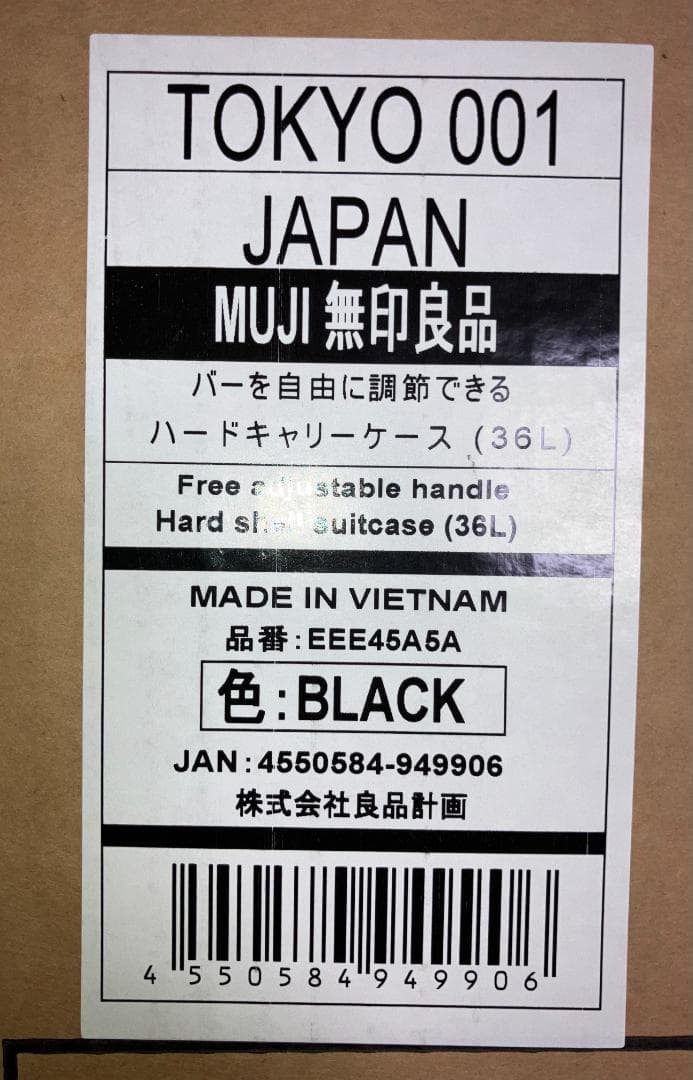 TOKYO 001
JAPAN
MUJI 無印良品
バーを自由に調節できる
ハードキャリーケース (36L)
Free adjustable handle
Hard shell suitcase (36L)
MADE IN VIETNAM
品番:EEE45A5A
色:BLACK
JAN:4550584-949906
株式会社良品計画
4 550584 949906